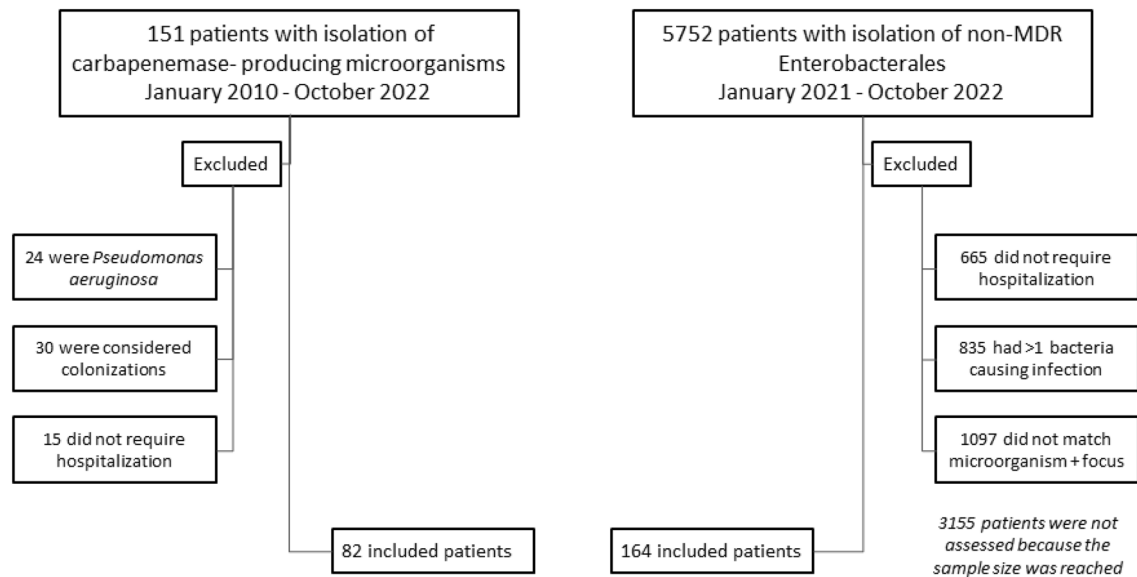 151 patients with isolation of
carbapenemase- producing microorganisms
January 2010 - October 2022
Excluded
24 were Pseudomonas
aeruginosa
30 were considered
colonizations
15 did not require
hospitalization
82 included patients
5752 patients with isolation of non-MDR
Enterobacterales
January 2021 - October 2022
Excluded
665 did not require
hospitalization
835 had >1 bacteria
causing infection
1097 did not match
microorganism + focus
164 included patients
3155 patients were not
assessed because the
sample size was reached